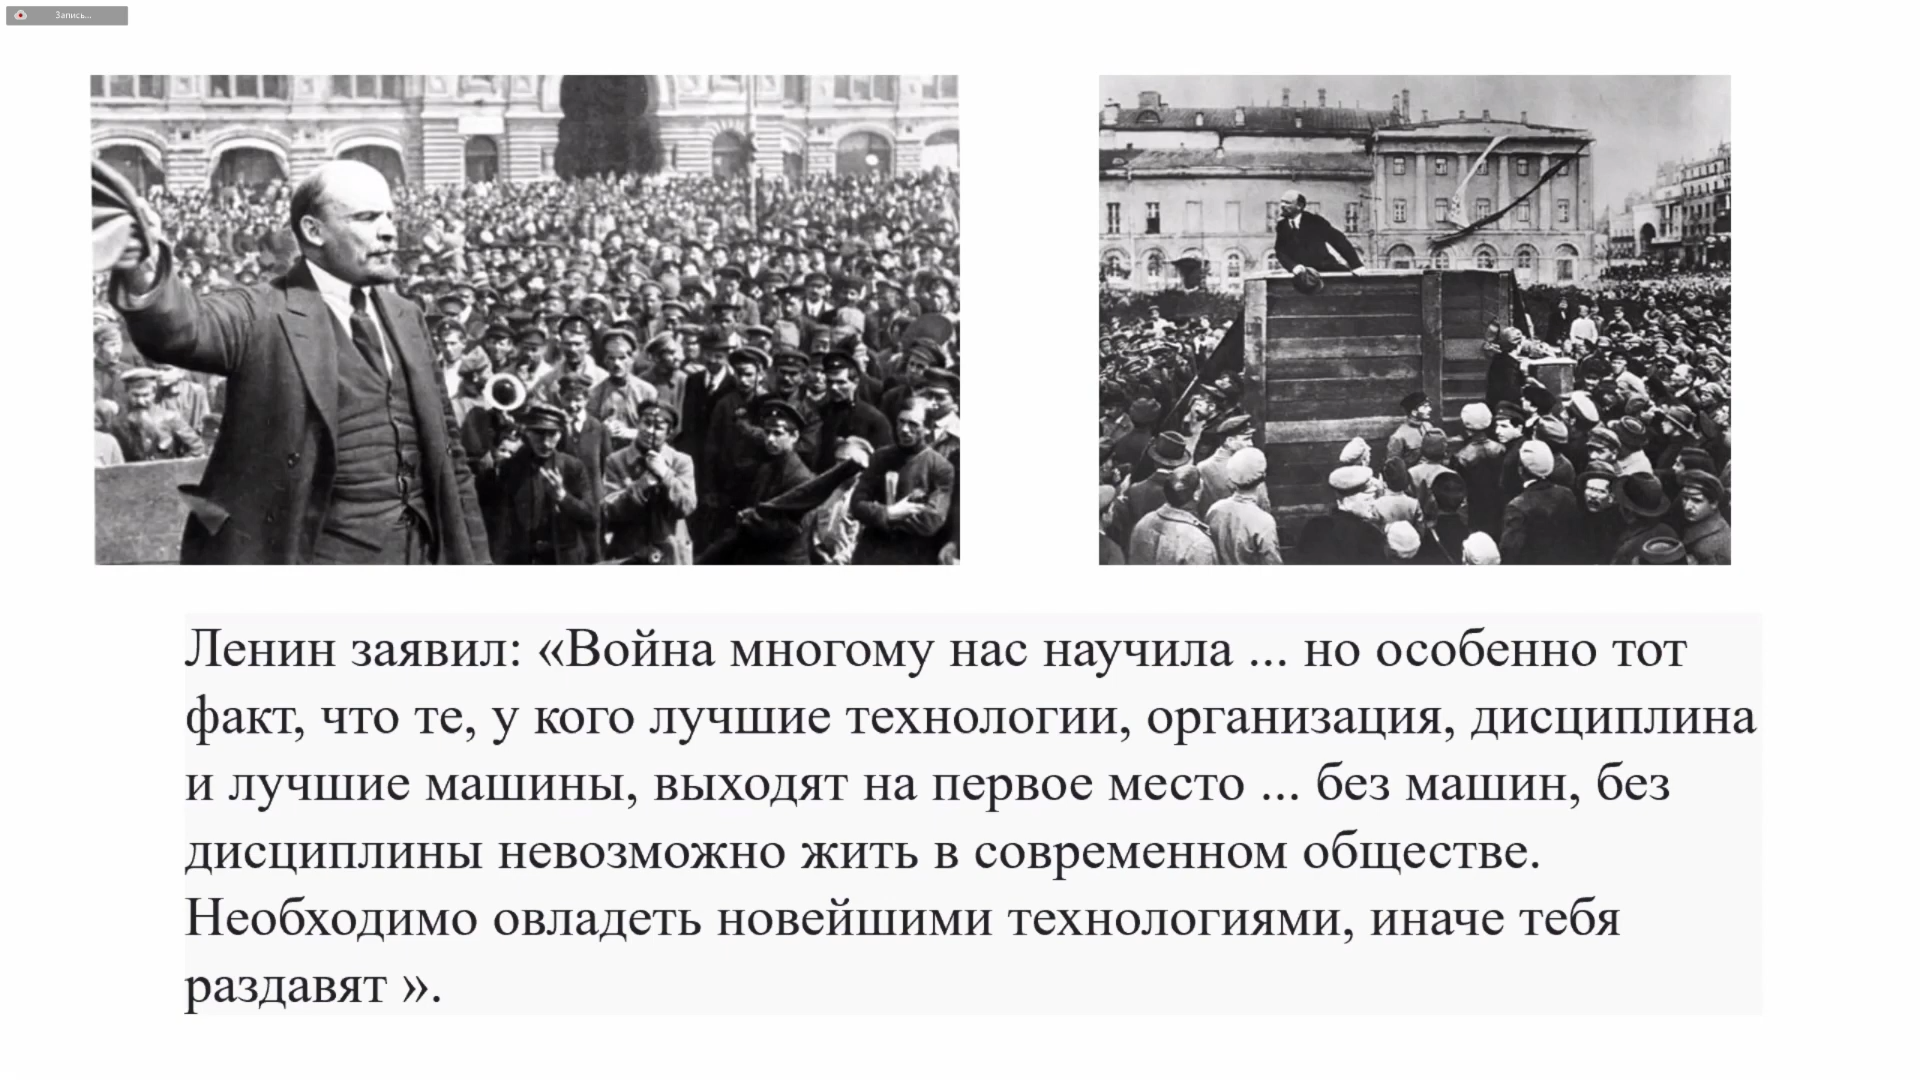 Запись...
Ленин заявил: «Война многому нас научила ... но особенно тот
факт, что те, у кого лучшие технологии, организация, дисциплина
и лучшие машины, выходят на первое место ... без машин, без
дисциплины невозможно жить в современном обществе.
Необходимо овладеть новейшими технологиями, иначе тебя
раздавят ».